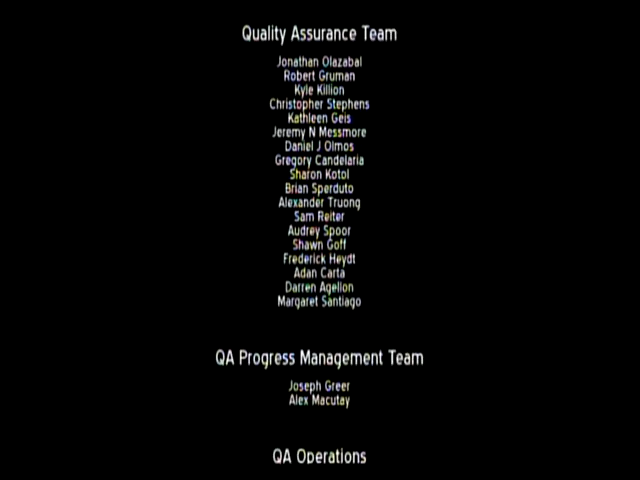 Quality Assurance Team
Jonathan Olazabal
Robert Gruman
Kyle Killion
Christopher Stephens
Kathleen Geis
Jeremy N Messmore
Daniel J Olmos
Gregory Candelaria
Sharon Kotol
Brian Sperduto
Alexander Truong
Sam Reiter
Audrey Spoor
Shawn Goff
Frederick Heydt
Adan Carta
Darren Agellon
Margaret Santiago
QA Progress Management Team
Joseph Greer
Alex Macutay
QA Operations